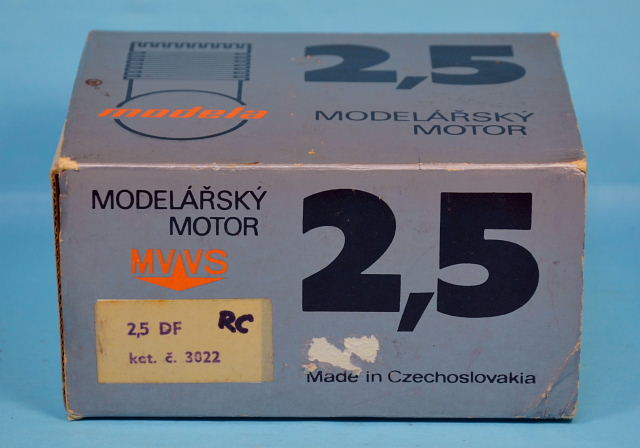 2,5
modela
MODELÁŘSKÝ
MOTOR
MODELÁŘSKÝ
MOTOR
MVVS
2,5
2,5 DF RC
kat. č. 3022
Made in Czechoslovakia